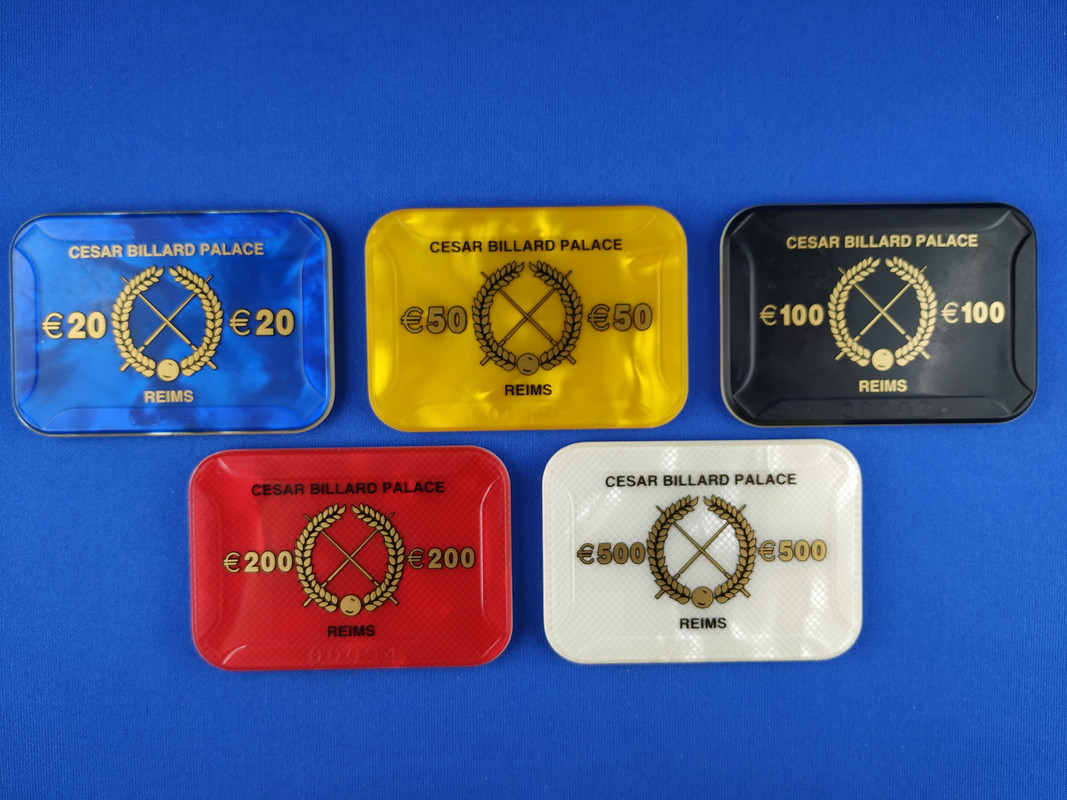 CESAR BILLARD PALACE
€20 €20
REIMS
CESAR BILLARD PALACE
€50 €50
REIMS
CESAR BILLARD PALACE
€100 €100
REIMS
CESAR BILLARD PALACE
€200 €200
REIMS
00094
CESAR BILLARD PALACE
€500 €500
REIMS